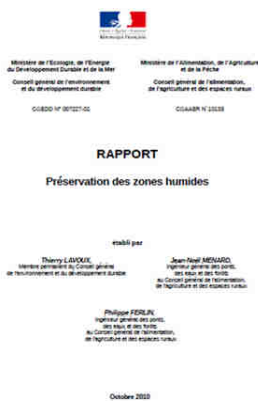 Liberté • Égalité • Fraternité
RÉPUBLIQUE FRANÇAISE
Ministère de l'Ecologie, de l'Energie
du Développement Durable et de la Mer
Ministère de l'Alimentation, de l'Agriculture
et de la Pêche
Conseil général de l'environnement
et du développement durable
Conseil général de l'alimentation,
de l'agriculture et des espaces ruraux
CGEDD N°
CGAAER N°
RAPPORT
Préservation des zones humides
établi par
Thierry LAVOUX,
Membre permanent du Conseil général
de l'environnement et du développement durable
Jean-Noël MENARD,
Ingénieur général des ponts,
des eaux et des forêts
au Conseil général de l'alimentation,
de l'agriculture et des espaces ruraux
Philippe FERLIN,
Ingénieur général des ponts,
des eaux et des forêts
au Conseil général de l'alimentation,
de l'agriculture et des espaces ruraux
Octobre 2010